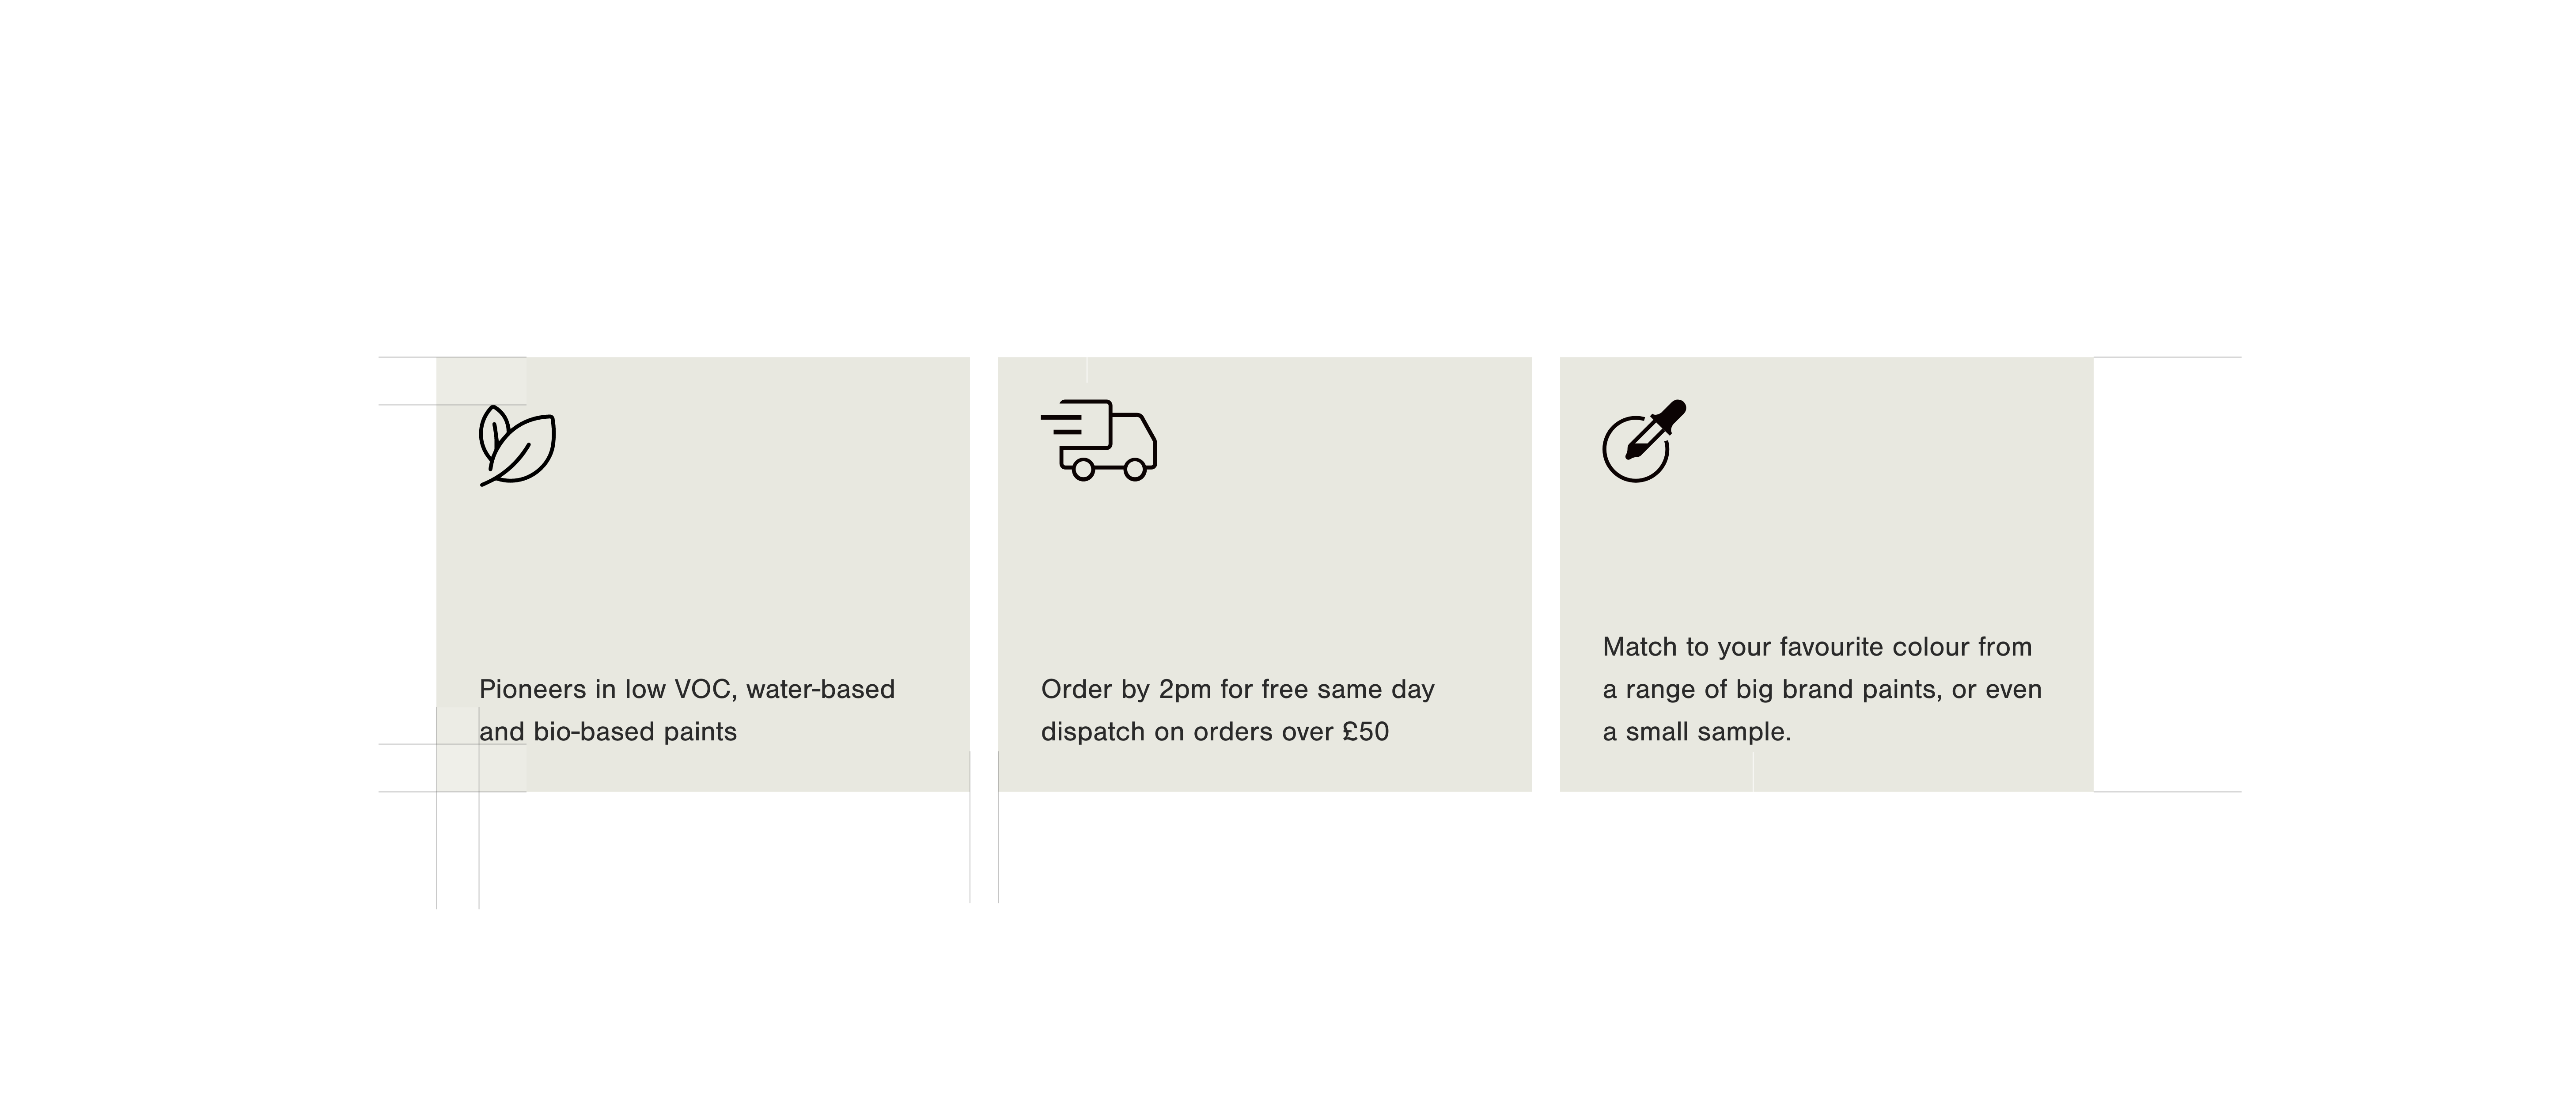 Pioneers in low VOC, water-based
and bio-based paints
Order by 2pm for free same day
dispatch on orders over £50
Match to your favourite colour from
a range of big brand paints, or even
a small sample.